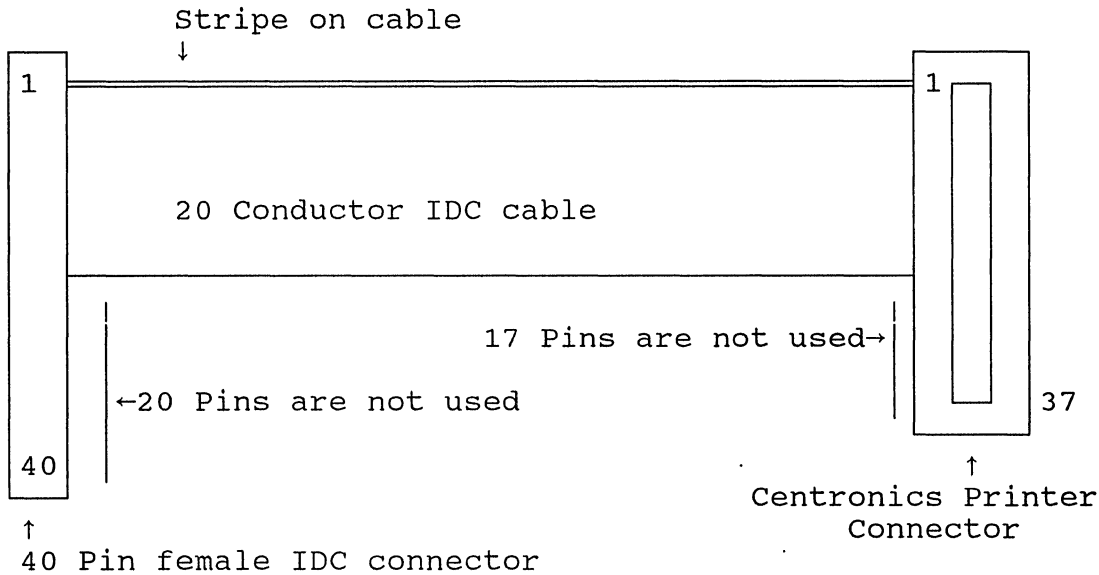 Stripe on cable
↓
1
1
20 Conductor IDC cable
17 Pins are not used→
←20 Pins are not used
37
40
↑
Centronics Printer
Connector
↑
40 Pin female IDC connector